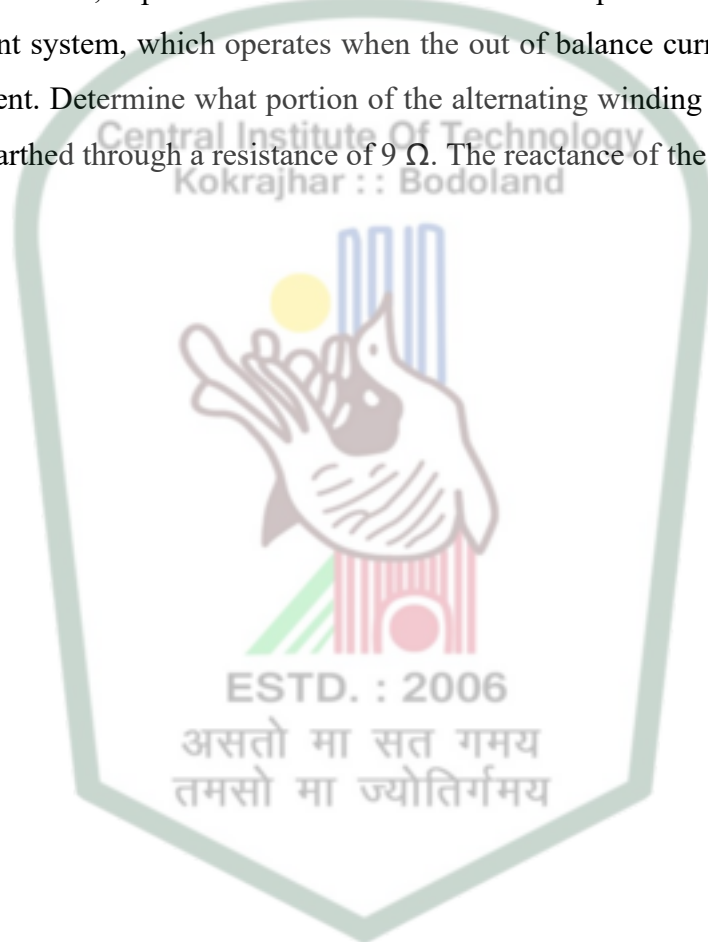 nt system, which operates when the out of balance curr
ent. Determine what portion of the alternating winding
Central Institute Of Technology
arthed through a resistance of 9 Ω. The reactance of the
Kokrajhar : : Bodoland
ESTD. : 2006
असतो मा सत गमय
तमसो मा ज्योतिर्गमय